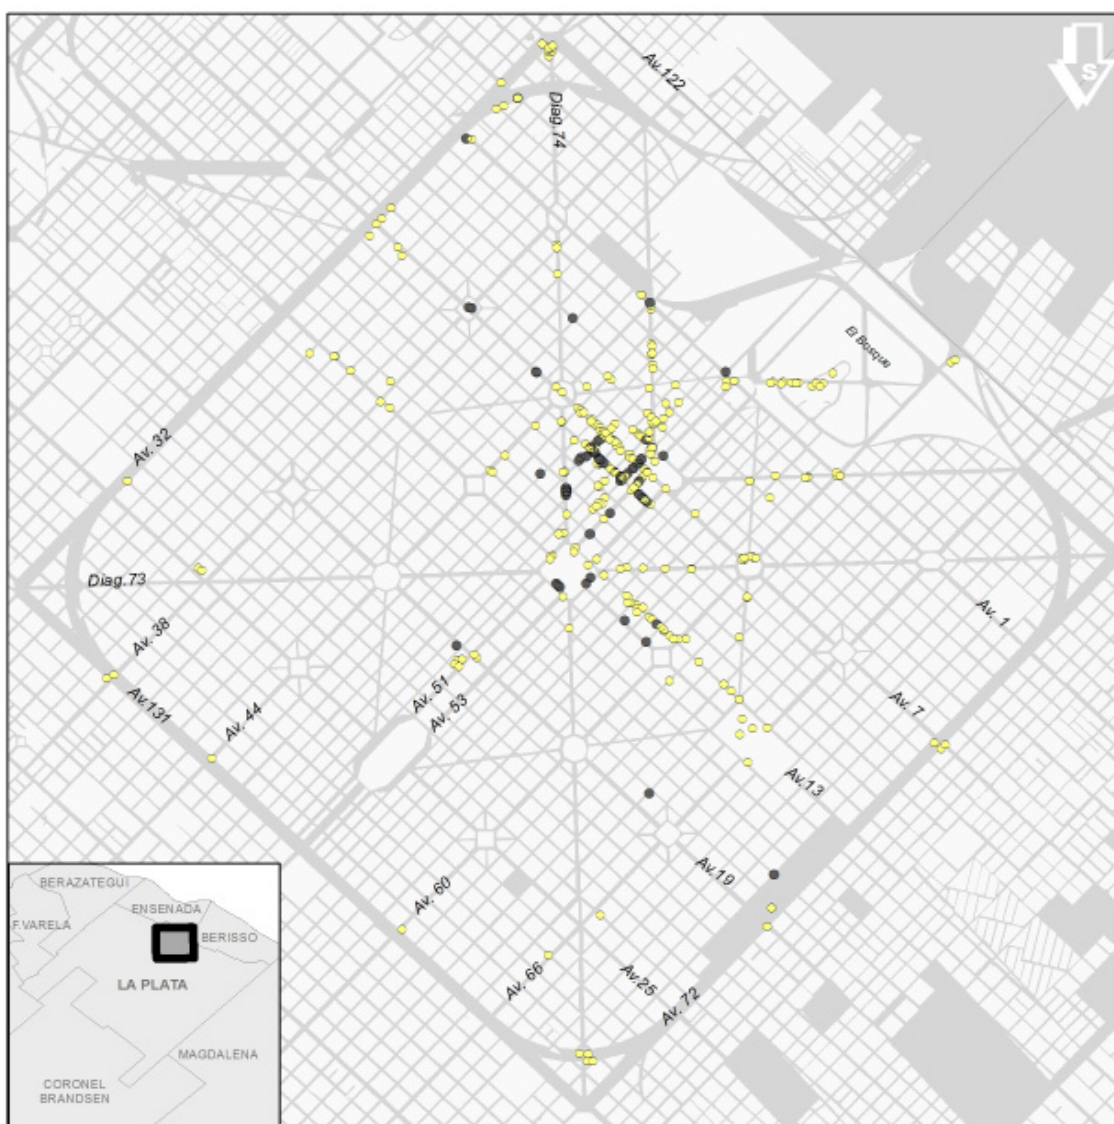 Av.122
S
Diag.74
El Bosque
Av. 32
Diag.73
Av. 38
Av. 1
Av.131
Av. 44
Av. 51
Av. 53
Av. 7
Av.13
Av.19
Av. 60
Av. 66
Av.25
Av. 72
BERAZATEGUI
ENSENADA
F.VARELA
BERISSO
LA PLATA
MAGDALENA
CORONEL
BRANDSEN